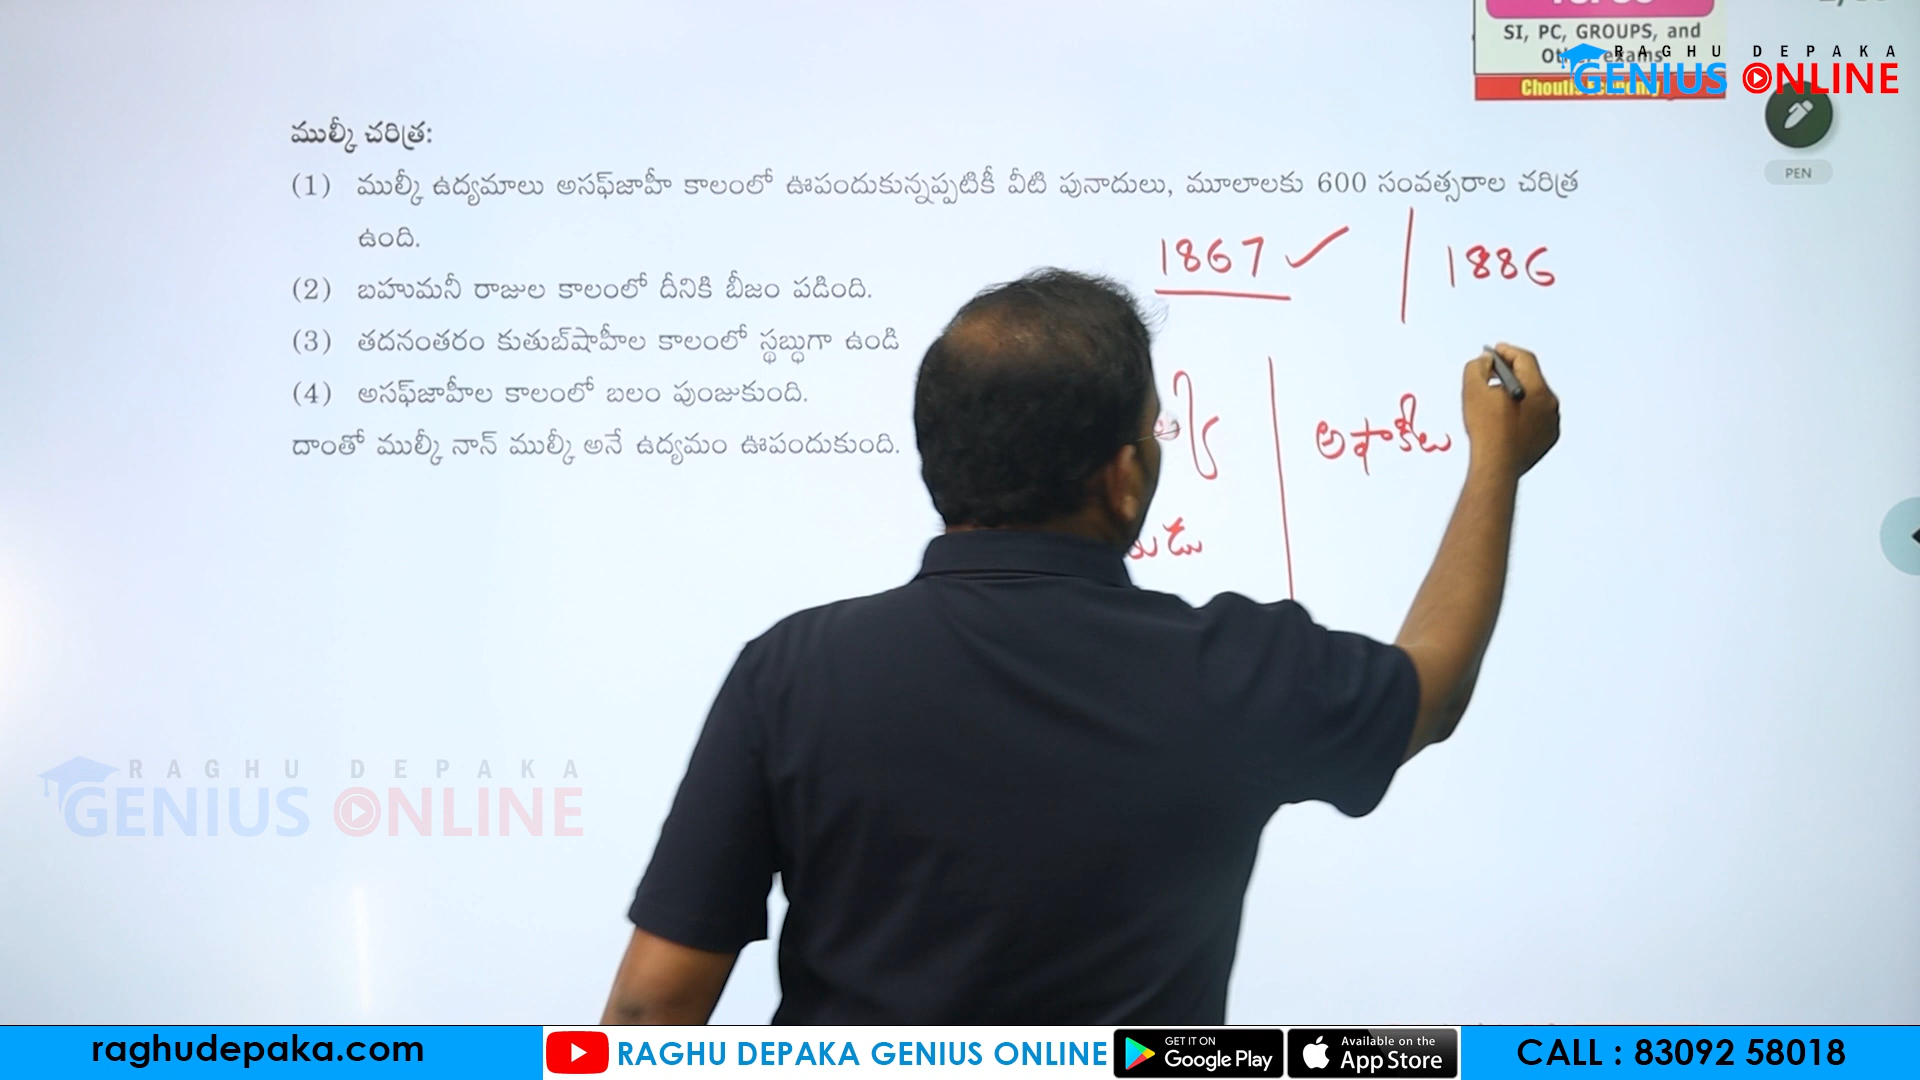 SI, PC, GROUPS, and
RAGHU DEPAKA
GENIUS ONLINE
PEN
ముల్కీ చరిత్ర:
(1) ముల్కీ ఉద్యమాలు అసఫ్‌జాహీ కాలంలో ఊపందుకున్నప్పటికీ వీటి పునాదులు, మూలాలకు 600 సంవత్సరాల చరిత్ర
ఉంది.
1867 | 1886
(2) బహుమనీ రాజుల కాలంలో దీనికి బీజం పడింది.
(3) తదనంతరం కుతుబ్‌షాహీల కాలంలో స్థబ్ధుగా ఉండి
(4) అసఫ్‌జాహీల కాలంలో బలం పుంజుకుంది.
అఫాకీలు
దాంతో ముల్కీ నాన్ ముల్కీ అనే ఉద్యమం ఊపందుకుంది.
RAGHU DEPAKA
GENIUS ONLINE
raghudepaka.com
RAGHU DEPAKA GENIUS ONLINE
GET IT ON
Google Play
Available on the
App Store
CALL : 83092 58018